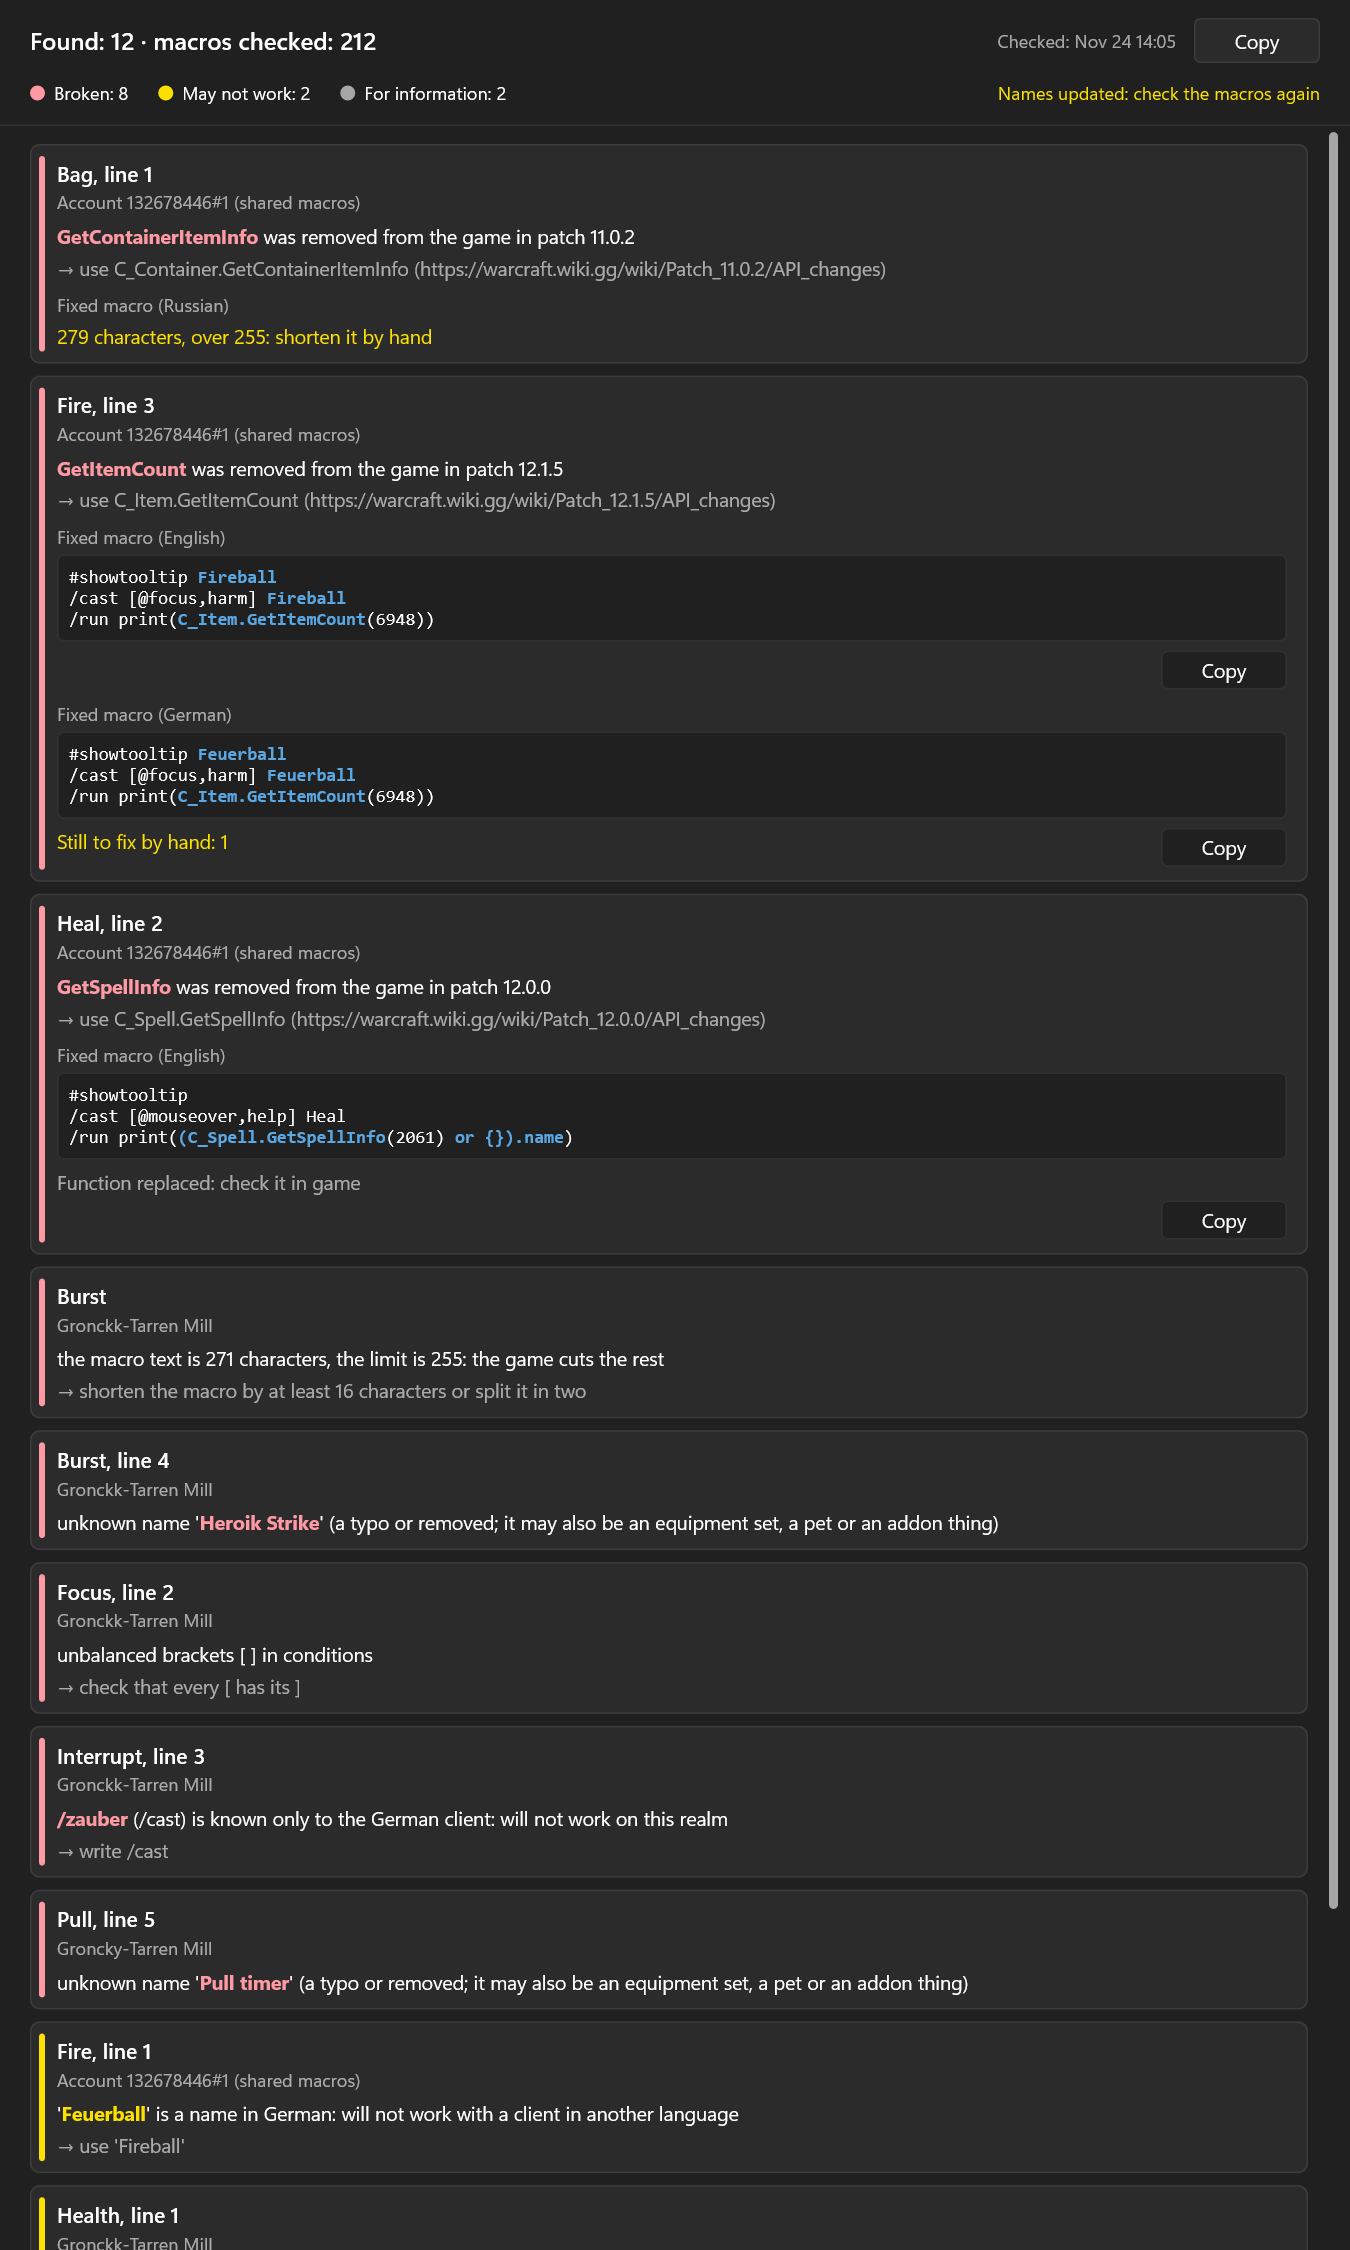 Found: 12 · macros checked: 212
Checked: Nov 24 14:05
Copy
Broken: 8
May not work: 2
For information: 2
Names updated: check the macros again
Bag, line 1
Account 132678446#1 (shared macros)
GetContainerItemInfo was removed from the game in patch 11.0.2
→ use C_Container.GetContainerItemInfo (https://warcraft.wiki.gg/wiki/Patch_11.0.2/API_changes)
Fixed macro (Russian)
279 characters, over 255: shorten it by hand
Fire, line 3
Account 132678446#1 (shared macros)
GetItemCount was removed from the game in patch 12.1.5
→ use C_Item.GetItemCount (https://warcraft.wiki.gg/wiki/Patch_12.1.5/API_changes)
Fixed macro (English)
#showtooltip Fireball
/cast [@focus,harm] Fireball
/run print(C_Item.GetItemCount(6948))
Copy
Fixed macro (German)
#showtooltip Feuerball
/cast [@focus,harm] Feuerball
/run print(C_Item.GetItemCount(6948))
Still to fix by hand: 1
Copy
Heal, line 2
Account 132678446#1 (shared macros)
GetSpellInfo was removed from the game in patch 12.0.0
→ use C_Spell.GetSpellInfo (https://warcraft.wiki.gg/wiki/Patch_12.0.0/API_changes)
Fixed macro (English)
#showtooltip
/cast [@mouseover,help] Heal
/run print((C_Spell.GetSpellInfo(2061) or {}).name)
Function replaced: check it in game
Copy
Burst
Gronckk-Tarren Mill
the macro text is 271 characters, the limit is 255: the game cuts the rest
→ shorten the macro by at least 16 characters or split it in two
Burst, line 4
Gronckk-Tarren Mill
unknown name 'Heroik Strike' (a typo or removed; it may also be an equipment set, a pet or an addon thing)
Focus, line 2
Gronckk-Tarren Mill
unbalanced brackets [ ] in conditions
→ check that every [ has its ]
Interrupt, line 3
Gronckk-Tarren Mill
/zauber (/cast) is known only to the German client: will not work on this realm
→ write /cast
Pull, line 5
Groncky-Tarren Mill
unknown name 'Pull timer' (a typo or removed; it may also be an equipment set, a pet or an addon thing)
Fire, line 1
Account 132678446#1 (shared macros)
'Feuerball' is a name in German: will not work with a client in another language
→ use 'Fireball'
Health, line 1
Gronckk-Tarren Mill